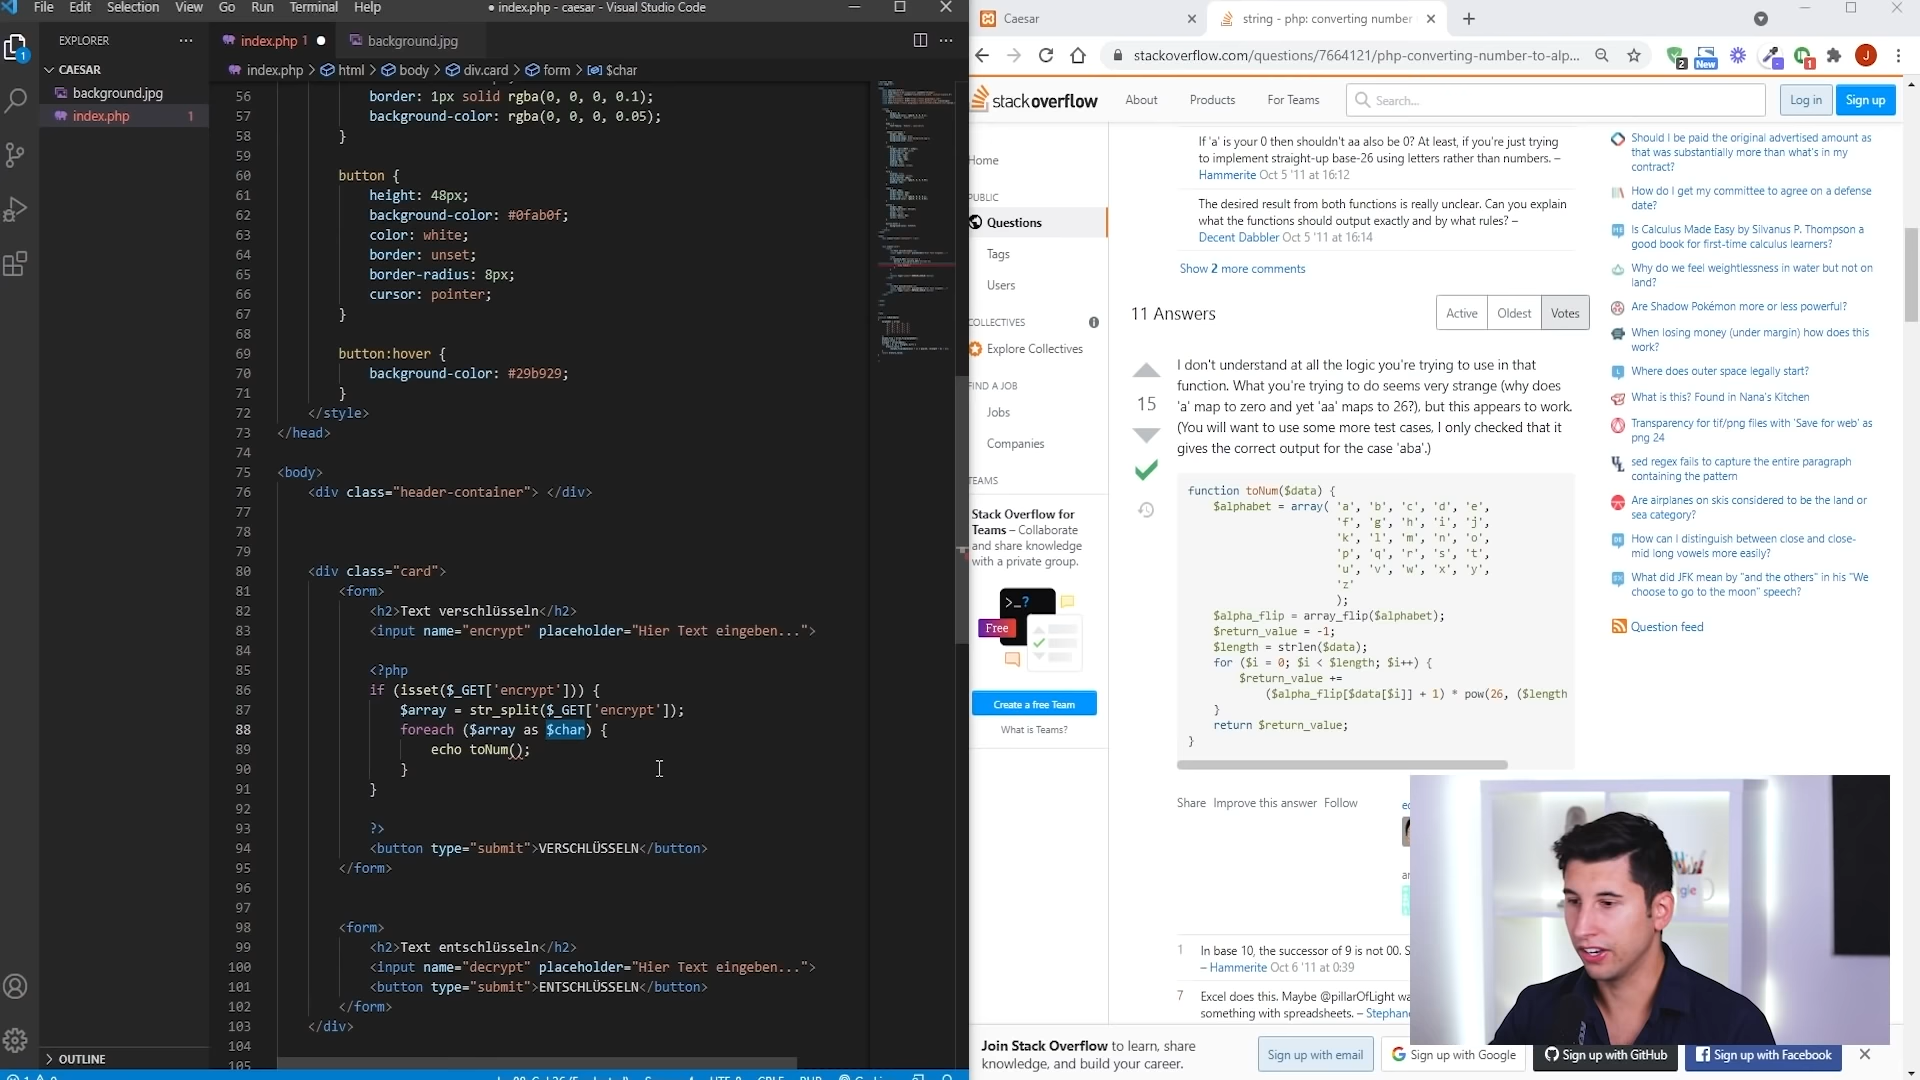 File Edit Selection View Go Run Terminal Help
● index.php - caesar - Visual Studio Code
EXPLORER
CAESAR
background.jpg
index.php 1
OUTLINE
index.php 1 ●
background.jpg
index.php > html > body > div.card > form > $char
56 border: 1px solid rgba(0, 0, 0, 0.1);
57 background-color: rgba(0, 0, 0, 0.05);
58 }
59
60 button {
61 height: 48px;
62 background-color: #0fab0f;
63 color: white;
64 border: unset;
65 border-radius: 8px;
66 cursor: pointer;
67 }
68
69 button:hover {
70 background-color: #29b929;
71 }
72 </style>
73 </head>
74
75 <body>
76 <div class="header-container"> </div>
77
78
79
80 <div class="card">
81 <form>
82 <h2>Text verschlüsseln</h2>
83 <input name="encrypt" placeholder="Hier Text eingeben...">
84
85 <?php
86 if (isset($_GET['encrypt'])) {
87 $array = str_split($_GET['encrypt']);
88 foreach ($array as $char) {
89 echo toNum();
90 }
91 }
92
93 ?>
94 <button type="submit">VERSCHLÜSSELN</button>
95 </form>
96
97
98 <form>
99 <h2>Text entschlüsseln</h2>
100 <input name="decrypt" placeholder="Hier Text eingeben...">
101 <button type="submit">ENTSCHLÜSSELN</button>
102 </form>
103 </div>
104
105
Caesar
string - php: converting number
stackoverflow.com/questions/7664121/php-converting-number-to-alp...
2
New
1
J
stackoverflow
About
Products
For Teams
Search...
Log in
Sign up
Home
PUBLIC
Questions
Tags
Users
COLLECTIVES
Explore Collectives
FIND A JOB
Jobs
Companies
TEAMS
Stack Overflow for
Teams – Collaborate
and share knowledge
with a private group.
>_?
Free
Create a free Team
What is Teams?
If 'a' is your 0 then shouldn't aa also be 0? At least, if you're just trying
to implement straight-up base-26 using letters rather than numbers. –
Hammerite Oct 5 '11 at 16:12
The desired result from both functions is really unclear. Can you explain
what the functions should output exactly and by what rules? –
Decent Dabbler Oct 5 '11 at 16:14
Show 2 more comments
11 Answers
Active
Oldest
Votes
15
I don't understand at all the logic you're trying to use in that
function. What you're trying to do seems very strange (why does
'a' map to zero and yet 'aa' maps to 26?), but this appears to work.
(You will want to use some more test cases, I only checked that it
gives the correct output for the case 'aba'.)
function toNum($data) {
$alphabet = array( 'a', 'b', 'c', 'd', 'e',
'f', 'g', 'h', 'i', 'j',
'k', 'l', 'm', 'n', 'o',
'p', 'q', 'r', 's', 't',
'u', 'v', 'w', 'x', 'y',
'z'
);
$alpha_flip = array_flip($alphabet);
$return_value = -1;
$length = strlen($data);
for ($i = 0; $i < $length; $i++) {
$return_value +=
($alpha_flip[$data[$i]] + 1) * pow(26, ($length
}
return $return_value;
}
Share Improve this answer Follow
1 In base 10, the successor of 9 is not 00. S
– Hammerite Oct 6 '11 at 0:39
7 Excel does this. Maybe @pillarOfLight wa
something with spreadsheets. – Stephane
Should I be paid the original advertised amount as
that was substantially more than what's in my
contract?
How do I get my committee to agree on a defense
date?
Is Calculus Made Easy by Silvanus P. Thompson a
good book for first-time calculus learners?
Why do we feel weightlessness in water but not on
land?
Are Shadow Pokémon more or less powerful?
When losing money (under margin) how does this
work?
Where does outer space legally start?
What is this? Found in Nana's Kitchen
Transparency for tif/png files with 'Save for web' as
png 24
sed regex fails to capture the entire paragraph
containing the pattern
Are airplanes on skis considered to be the land or
sea category?
How can I distinguish between close and close-
mid long vowels more easily?
What did JFK mean by "and the others" in his "We
choose to go to the moon" speech?
Question feed
Join Stack Overflow to learn, share
knowledge, and build your career.
Sign up with email
Sign up with Google
Sign up with GitHub
Sign up with Facebook